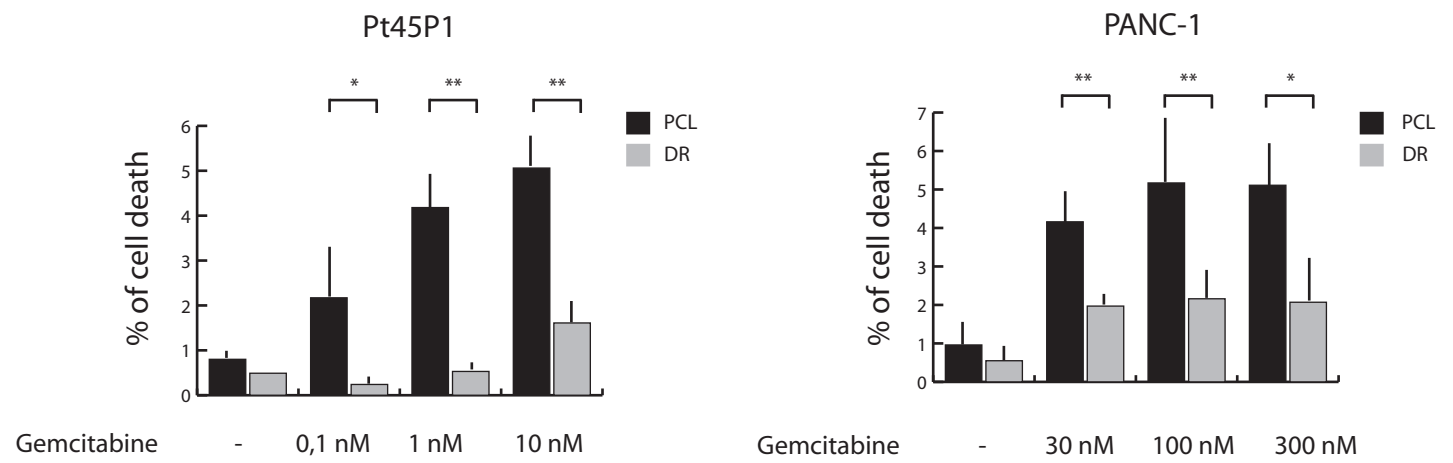 Pt45P1
* ** **
PCL
DR
% of cell death
6
5
4
3
2
1
0
Gemcitabine - 0,1 nM 1 nM 10 nM
PANC-1
** ** *
PCL
DR
% of cell death
7
6
5
4
3
2
1
0
Gemcitabine - 30 nM 100 nM 300 nM